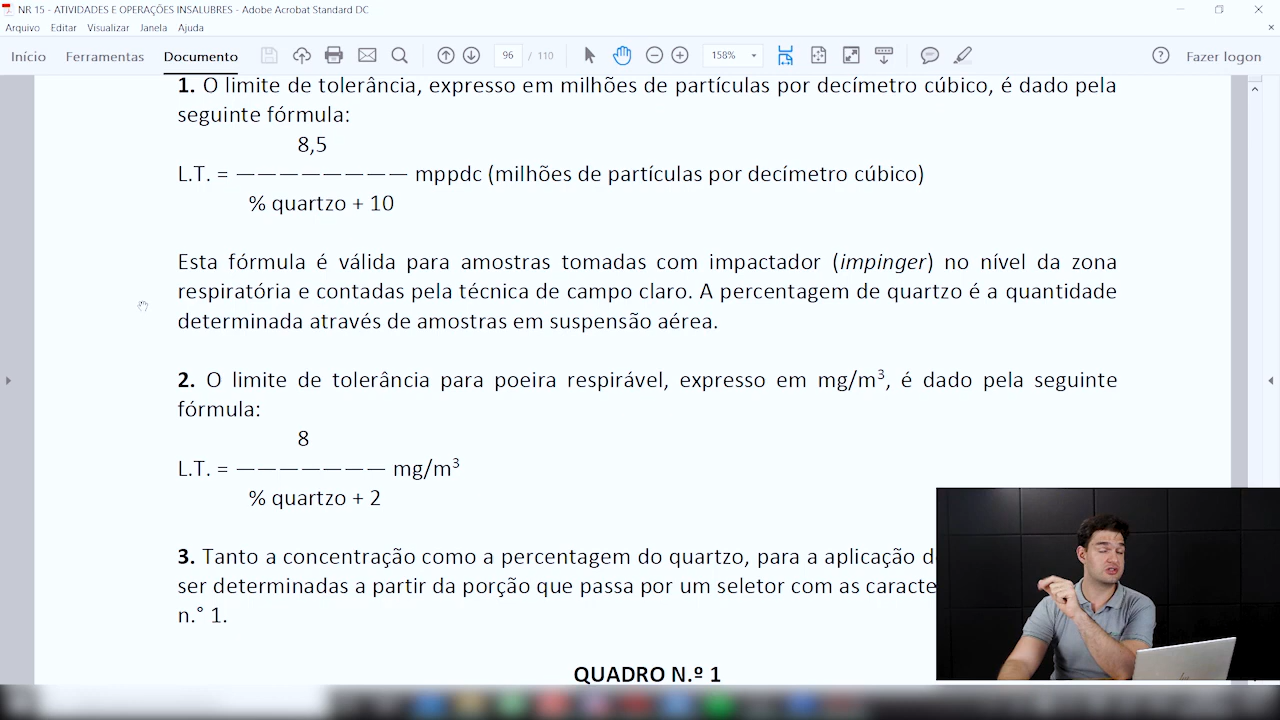 NR 15 - ATIVIDADES E OPERAÇÕES INSALUBRES - Adobe Acrobat Standard DC
Arquivo Editar Visualizar Janela Ajuda
Início Ferramentas Documento 96 / 110 158% Fazer logon
1. O limite de tolerância, expresso em milhões de partículas por decímetro cúbico, é dado pela
seguinte fórmula:
8,5
L.T. = ———————— mppdc (milhões de partículas por decímetro cúbico)
% quartzo + 10
Esta fórmula é válida para amostras tomadas com impactador (impinger) no nível da zona
respiratória e contadas pela técnica de campo claro. A percentagem de quartzo é a quantidade
determinada através de amostras em suspensão aérea.
2. O limite de tolerância para poeira respirável, expresso em mg/m³, é dado pela seguinte
fórmula:
8
L.T. = ——————— mg/m³
% quartzo + 2
3. Tanto a concentração como a percentagem do quartzo, para a aplicação d
ser determinadas a partir da porção que passa por um seletor com as caracte
n.° 1.
QUADRO N.º 1